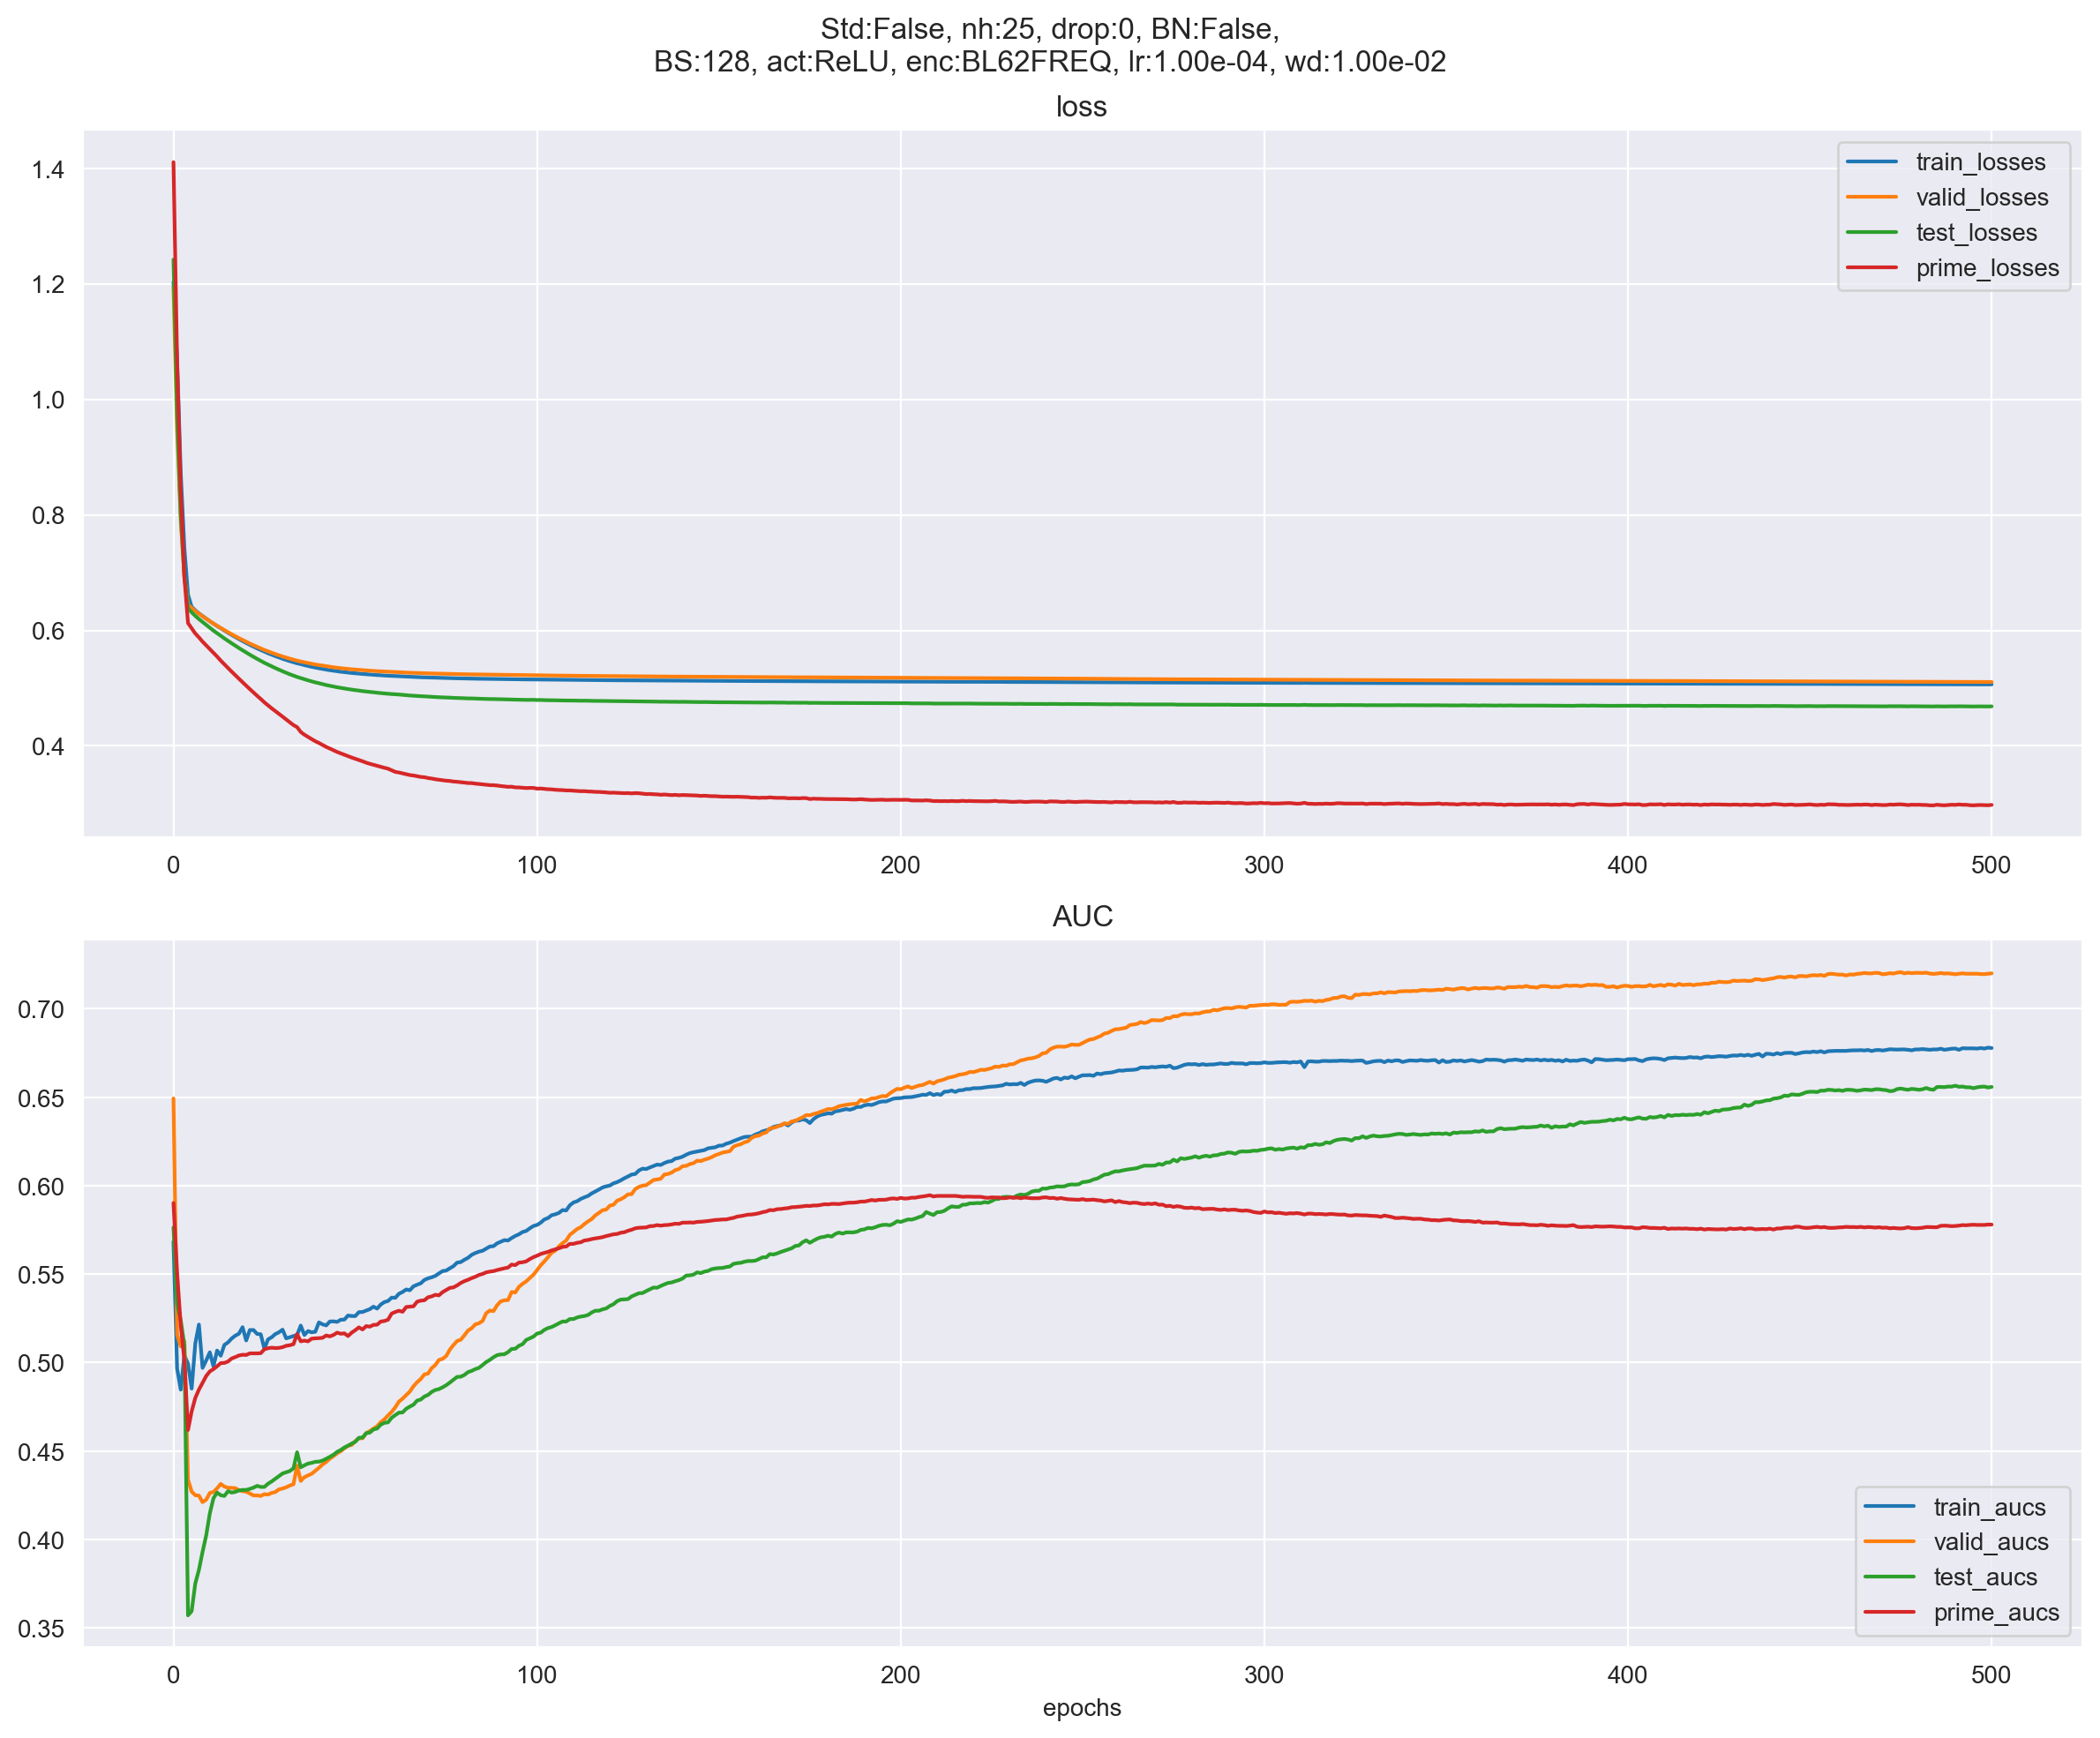 Std:False, nh:25, drop:0, BN:False,
BS:128, act:ReLU, enc:BL62FREQ, lr:1.00e-04, wd:1.00e-02
loss
1.4
1.2
1.0
0.8
0.6
0.4
train_losses
valid_losses
test_losses
prime_losses
0 100 200 300 400 500
AUC
0.70
0.65
0.60
0.55
0.50
0.45
0.40
0.35
train_aucs
valid_aucs
test_aucs
prime_aucs
0 100 200 300 400 500
epochs